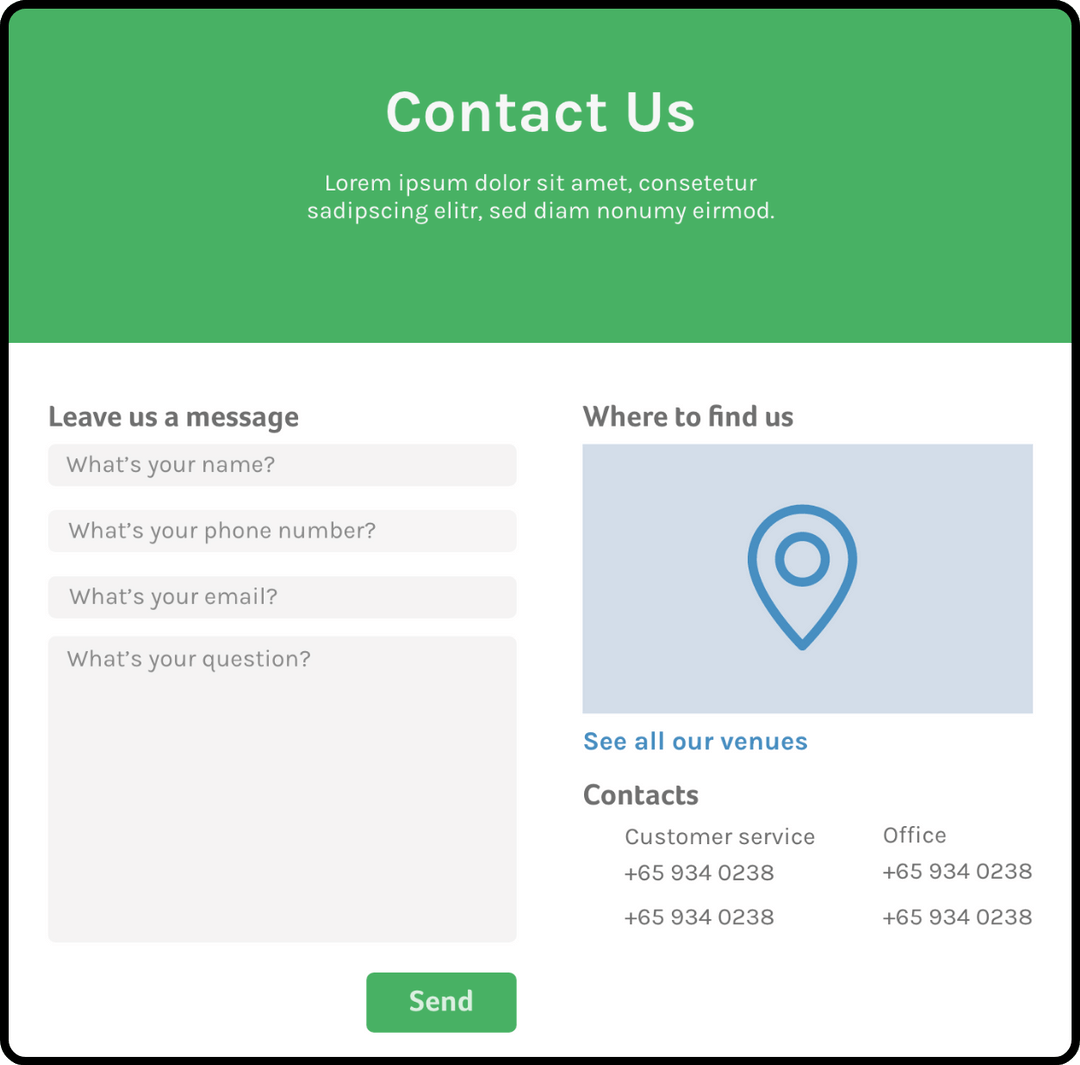 Contact Us
Lorem ipsum dolor sit amet, consetetur
sadipscing elitr, sed diam nonumy eirmod.
Leave us a message
What’s your name?
What’s your phone number?
What’s your email?
What’s your question?
Send
Where to find us
See all our venues
Contacts
Customer service
+65 934 0238
+65 934 0238
Office
+65 934 0238
+65 934 0238